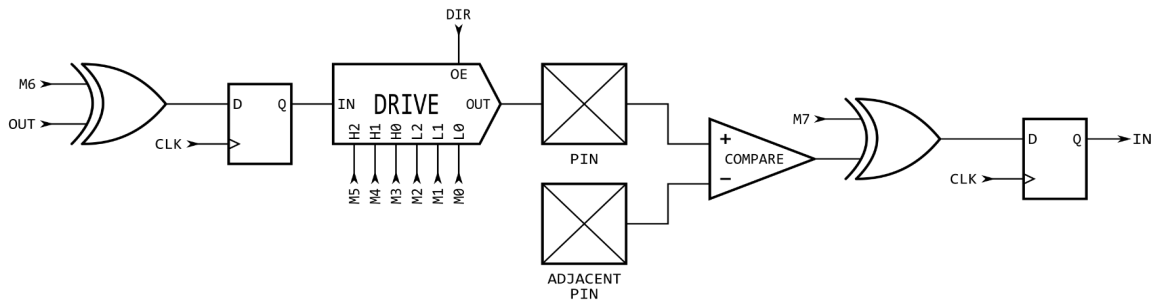 DIR
M6
OUT
D
Q
CLK
IN
OE
DRIVE
OUT
H2
H1
H0
L2
L1
L0
M5
M4
M3
M2
M1
M0
PIN
ADJACENT
PIN
+
COMPARE
−
M7
D
Q
CLK
IN